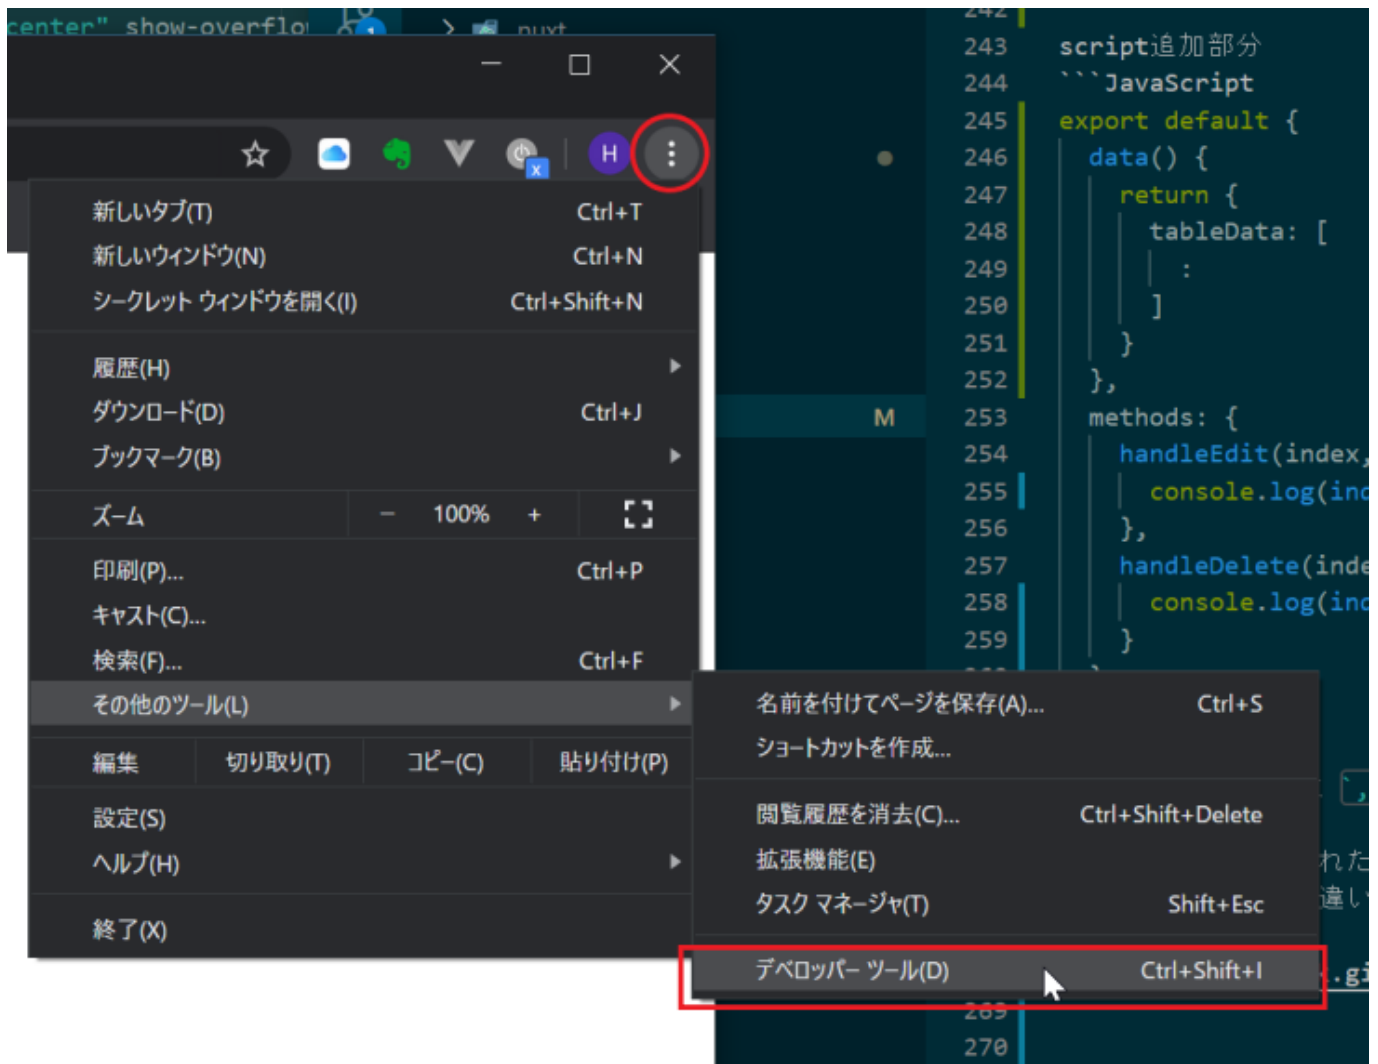 center" show-overflo
1
nuxt
H
x
新しいタブ(T) Ctrl+T
新しいウィンドウ(N) Ctrl+N
シークレット ウィンドウを開く(I) Ctrl+Shift+N
履歴(H)
ダウンロード(D) Ctrl+J
ブックマーク(B)
ズーム − 100% +
印刷(P)... Ctrl+P
キャスト(C)...
検索(F)... Ctrl+F
その他のツール(L)
編集 切り取り(T) コピー(C) 貼り付け(P)
設定(S)
ヘルプ(H)
終了(X)
名前を付けてページを保存(A)... Ctrl+S
ショートカットを作成...
閲覧履歴を消去(C)... Ctrl+Shift+Delete
拡張機能(E)
タスク マネージャ(T) Shift+Esc
デベロッパー ツール(D) Ctrl+Shift+I
M
242
243 script追加部分
244 ```JavaScript
245 export default {
246 data() {
247 return {
248 tableData: [
249 :
250 ]
251 }
252 },
253 methods: {
254 handleEdit(index,
255 console.log(ind
256 },
257 handleDelete(inde
258 console.log(ind
259 }
`,
れた
違い
.gi
269
270